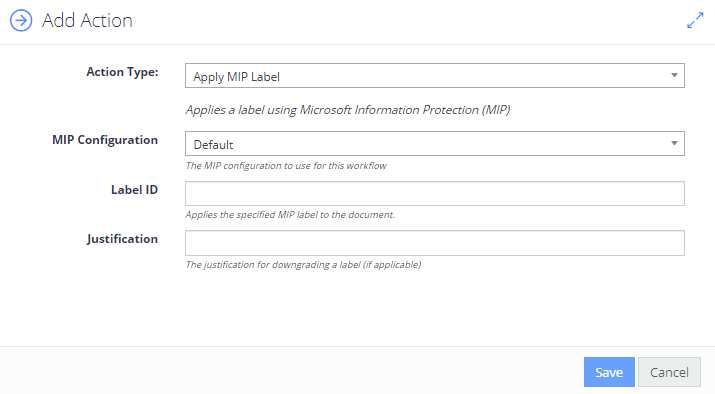 Add Action
Action Type:
Apply MIP Label
Applies a label using Microsoft Information Protection (MIP)
MIP Configuration
Default
The MIP configuration to use for this workflow
Label ID
Applies the specified MIP label to the document.
Justification
The justification for downgrading a label (if applicable)
Save
Cancel